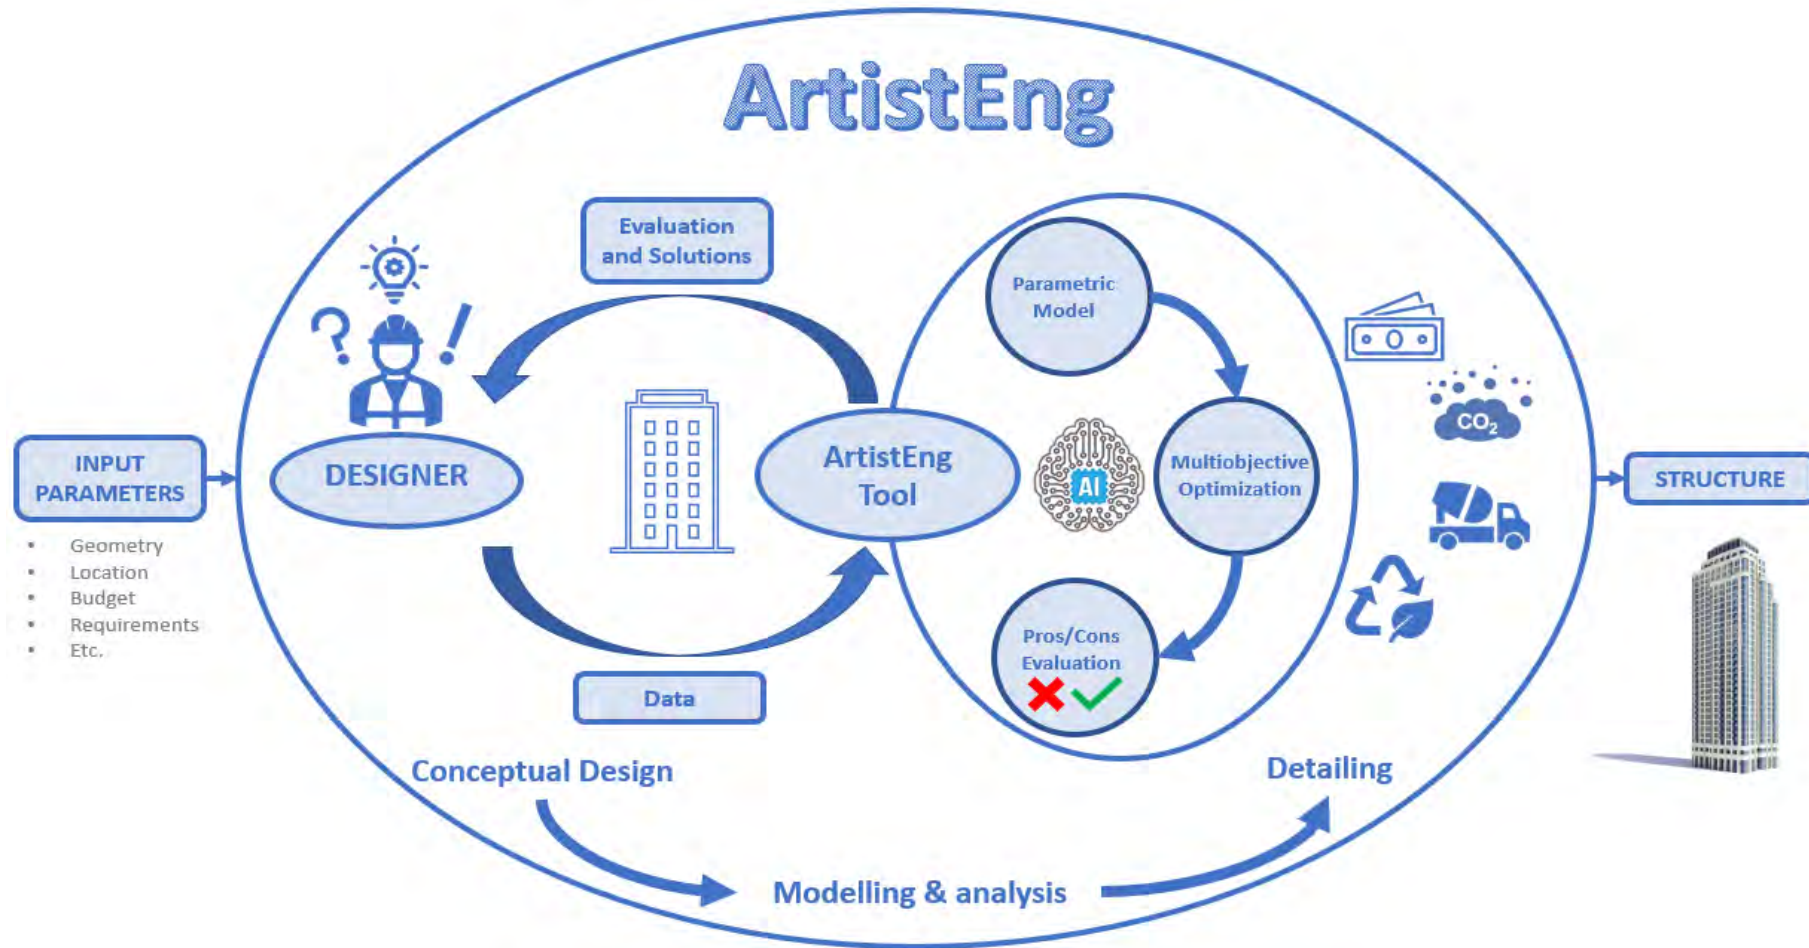 ArtistEng
Evaluation
and Solutions
Parametric
Model
INPUT
PARAMETERS
• Geometry
• Location
• Budget
• Requirements
• Etc.
DESIGNER
ArtistEng
Tool
AI
Multiobjective
Optimization
CO2
STRUCTURE
Pros/Cons
Evaluation
Data
Conceptual Design
Modelling & analysis
Detailing